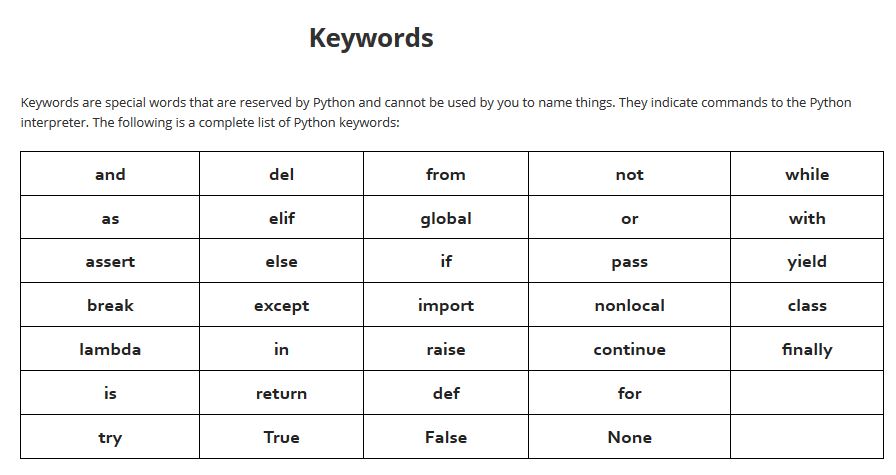 Keywords
Keywords are special words that are reserved by Python and cannot be used by you to name things. They indicate commands to the Python
interpreter. The following is a complete list of Python keywords:
and del from not while
as elif global or with
assert else if pass yield
break except import nonlocal class
lambda in raise continue finally
is return def for
try True False None